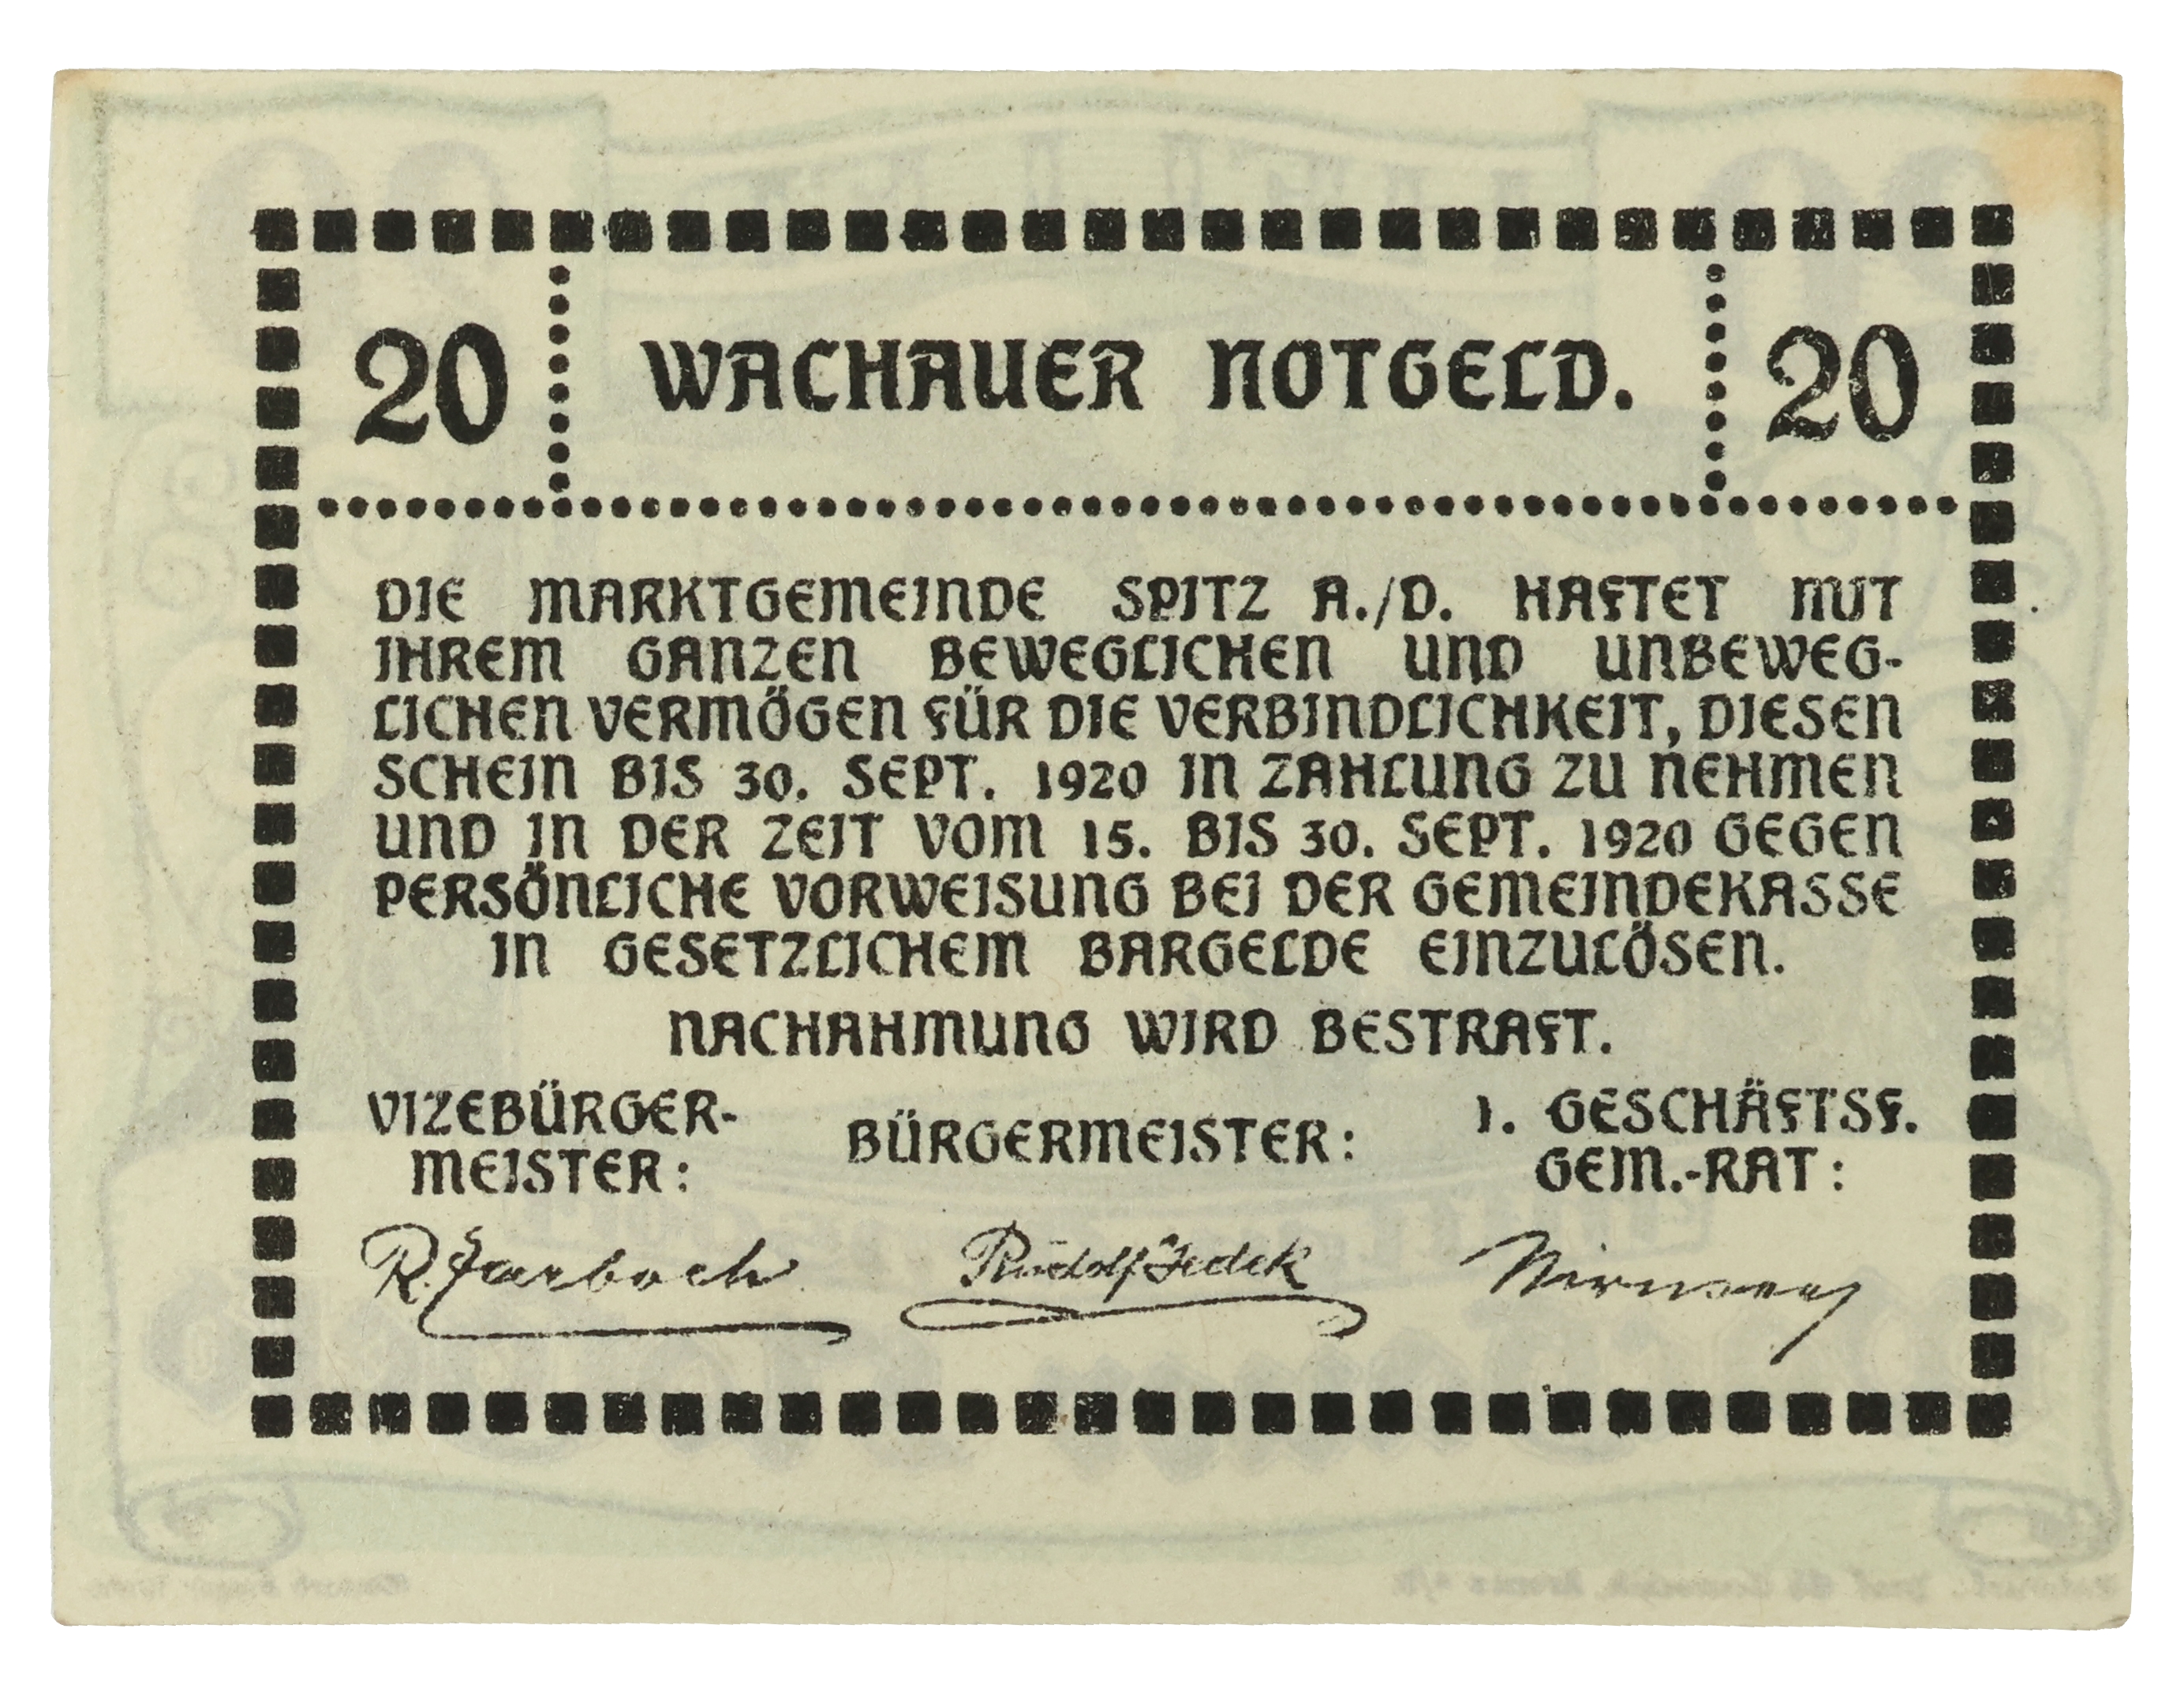 20 WACHAUER NOTGELD. 20
DIE MARKTGEMEINDE SPITZ A./D. HAFTET MIT
IHREM GANZEN BEWEGLICHEN UND UNBEWEG-
LICHEN VERMÖGEN FÜR DIE VERBINDLICHKEIT, DIESEN
SCHEIN BIS 30. SEPT. 1920 IN ZAHLUNG ZU NEHMEN
UND IN DER ZEIT VOM 15. BIS 30. SEPT. 1920 GEGEN
PERSÖNLICHE VORWEISUNG BEI DER GEMEINDEKASSE
IN GESETZLICHEM BARGELDE EINZULÖSEN.
NACHAHMUNG WIRD BESTRAFT.
VIZEBÜRGER-
MEISTER:
BÜRGERMEISTER:
1. GESCHÄFTSF.
GEM.-RAT:
R.
Rudolf